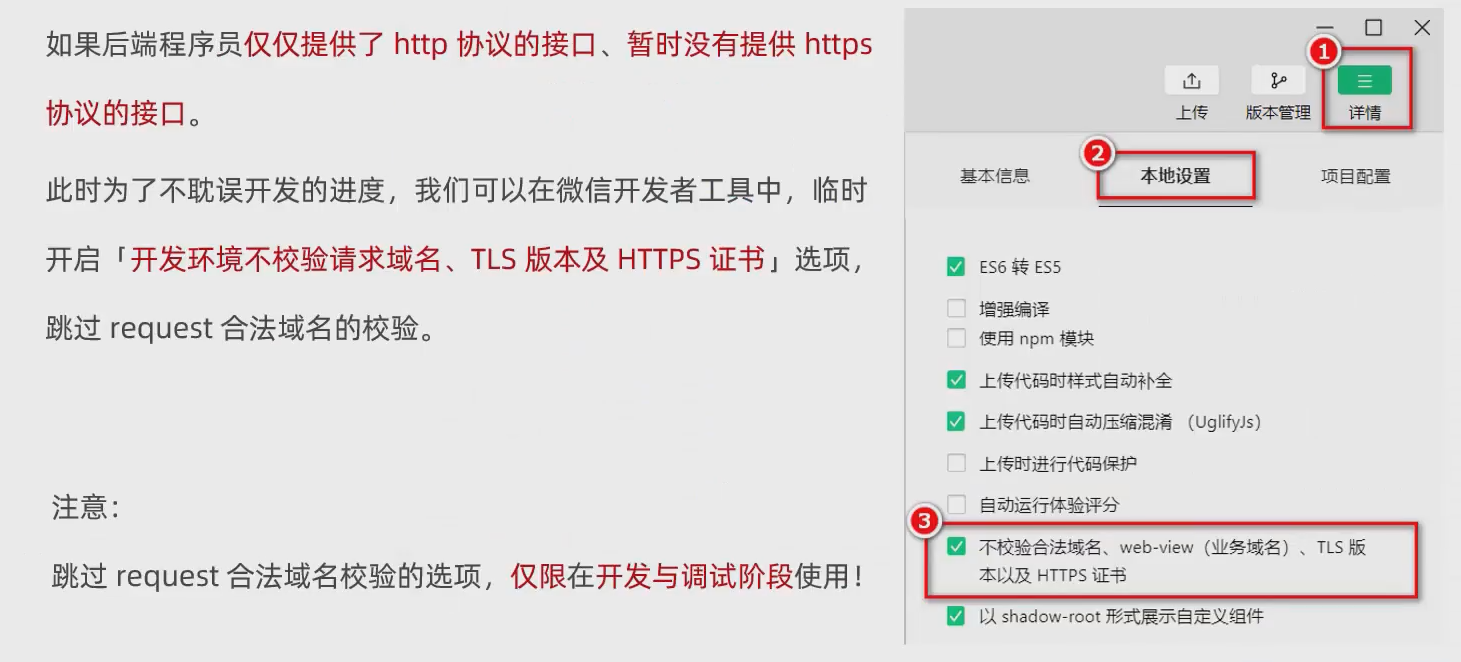 如果后端程序员仅仅提供了 http 协议的接口、暂时没有提供 https
协议的接口。
此时为了不耽误开发的进度，我们可以在微信开发者工具中，临时
开启「开发环境不校验请求域名、TLS 版本及 HTTPS 证书」选项，
跳过 request 合法域名的校验。
注意：
跳过 request 合法域名校验的选项，仅限在开发与调试阶段使用！
1
上传 版本管理 详情
2
基本信息 本地设置 项目配置
ES6 转 ES5
增强编译
使用 npm 模块
上传代码时样式自动补全
上传代码时自动压缩混淆 （UglifyJs）
上传时进行代码保护
自动运行体验评分
3
不校验合法域名、web-view（业务域名）、TLS 版
本以及 HTTPS 证书
以 shadow-root 形式展示自定义组件